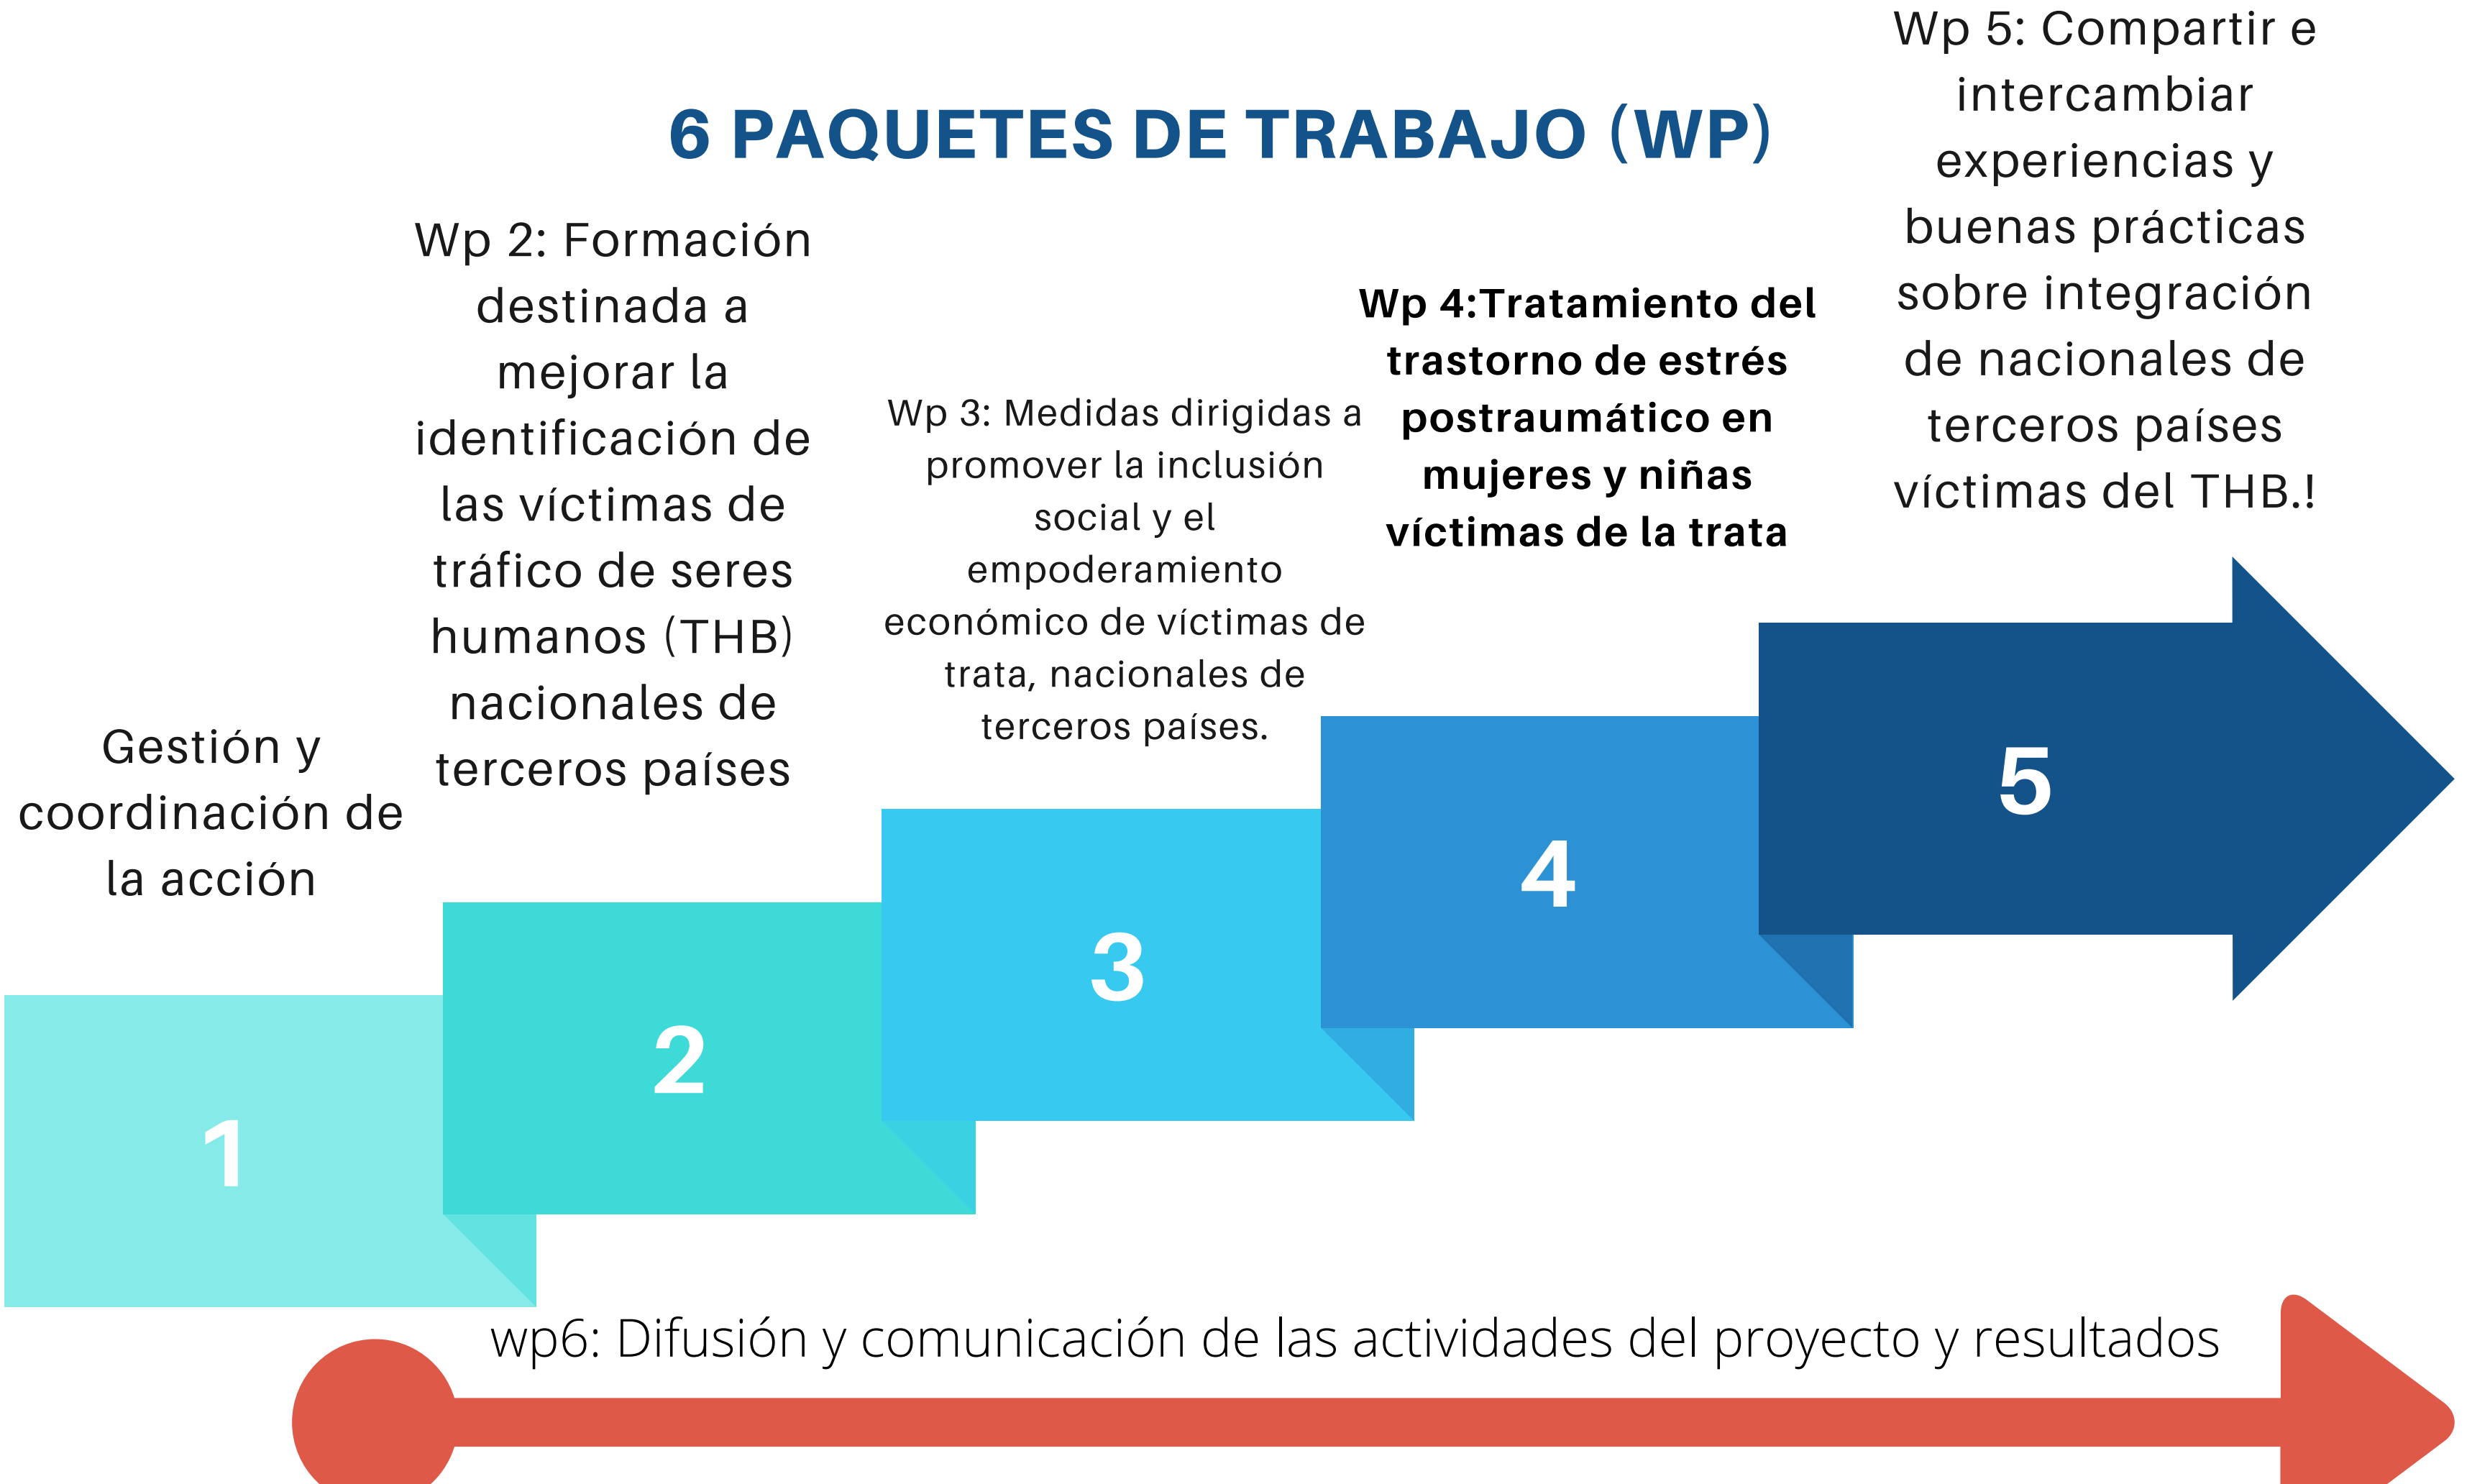 6 PAQUETES DE TRABAJO (WP)
Gestión y
coordinación de
la acción
Wp 2: Formación
destinada a
mejorar la
identificación de
las víctimas de
tráfico de seres
humanos (THB)
nacionales de
terceros países
Wp 3: Medidas dirigidas a
promover la inclusión
social y el
empoderamiento
económico de víctimas de
trata, nacionales de
terceros países.
Wp 4:Tratamiento del
trastorno de estrés
postraumático en
mujeres y niñas
víctimas de la trata
Wp 5: Compartir e
intercambiar
experiencias y
buenas prácticas
sobre integración
de nacionales de
terceros países
víctimas del THB.!
1
2
3
4
5
wp6: Difusión y comunicación de las actividades del proyecto y resultados